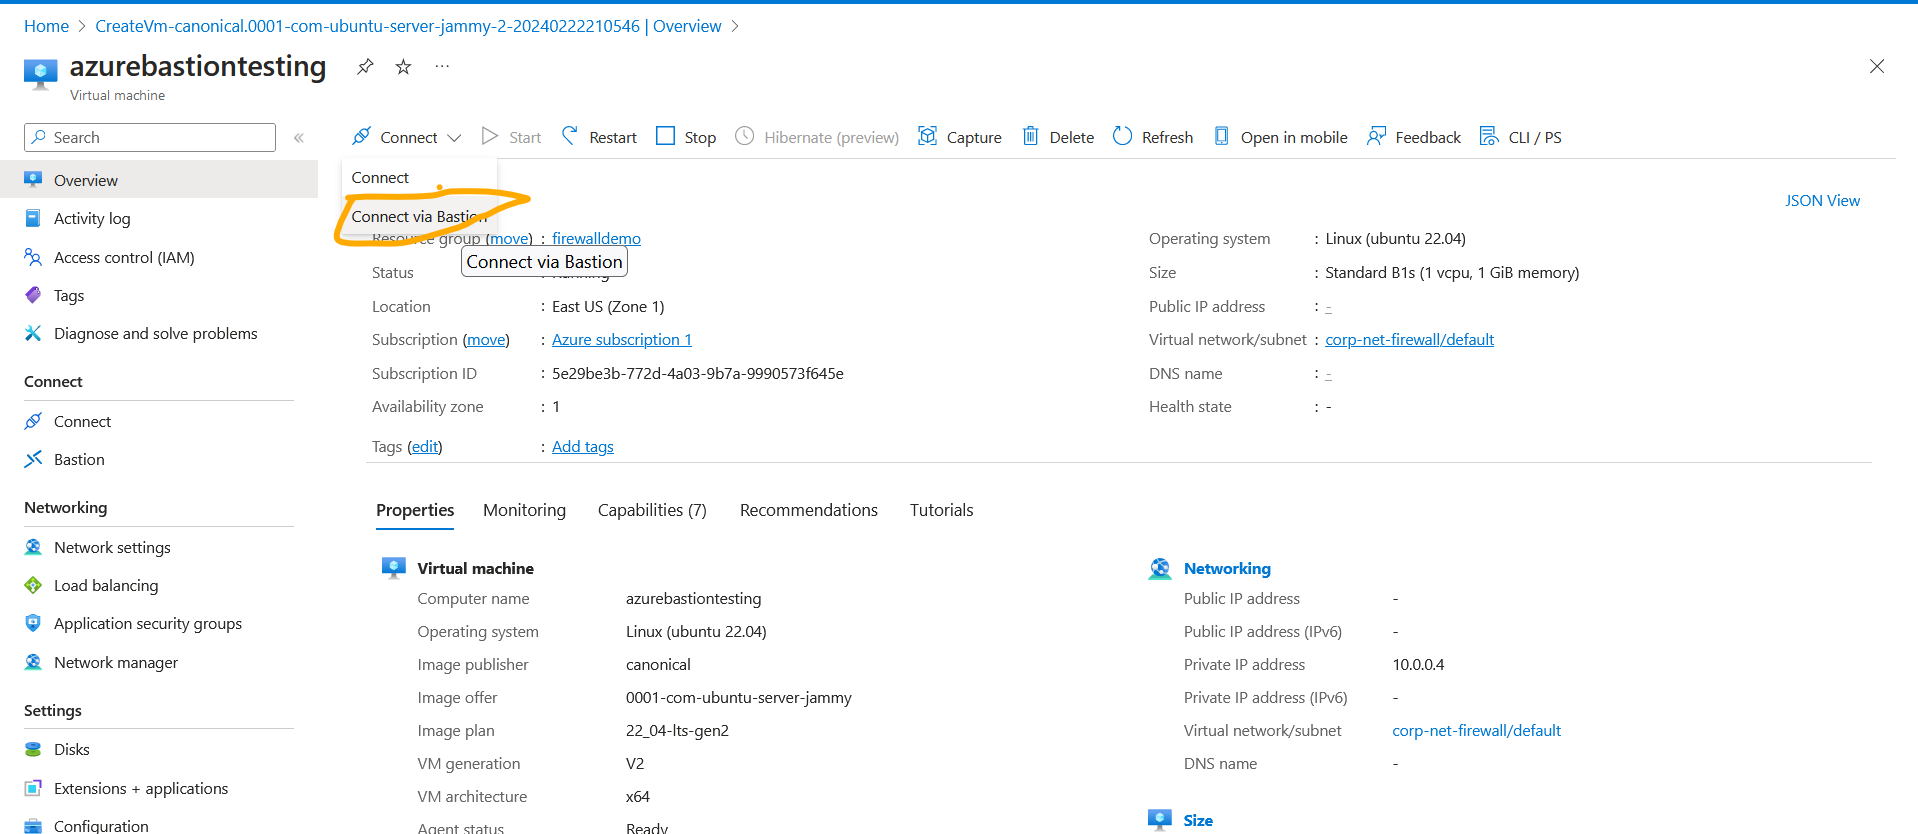 Home > CreateVm-canonical.0001-com-ubuntu-server-jammy-2-20240222210546 | Overview >
azurebastiontesting
Virtual machine
Search
Connect Start Restart Stop Hibernate (preview) Capture Delete Refresh Open in mobile Feedback CLI / PS
Connect
Connect via Bastion
Connect via Bastion
JSON View
Overview
Activity log
Access control (IAM)
Tags
Diagnose and solve problems
Connect
Connect
Bastion
Networking
Network settings
Load balancing
Application security groups
Network manager
Settings
Disks
Extensions + applications
Configuration
Resource group (move) : firewalldemo
Status : Running
Location : East US (Zone 1)
Subscription (move) : Azure subscription 1
Subscription ID : 5e29be3b-772d-4a03-9b7a-9990573f645e
Availability zone : 1
Tags (edit) : Add tags
Operating system : Linux (ubuntu 22.04)
Size : Standard B1s (1 vcpu, 1 GiB memory)
Public IP address : -
Virtual network/subnet : corp-net-firewall/default
DNS name : -
Health state : -
Properties Monitoring Capabilities (7) Recommendations Tutorials
Virtual machine
Computer name azurebastiontesting
Operating system Linux (ubuntu 22.04)
Image publisher canonical
Image offer 0001-com-ubuntu-server-jammy
Image plan 22_04-lts-gen2
VM generation V2
VM architecture x64
Agent status Ready
Networking
Public IP address -
Public IP address (IPv6) -
Private IP address 10.0.0.4
Private IP address (IPv6) -
Virtual network/subnet corp-net-firewall/default
DNS name -
Size